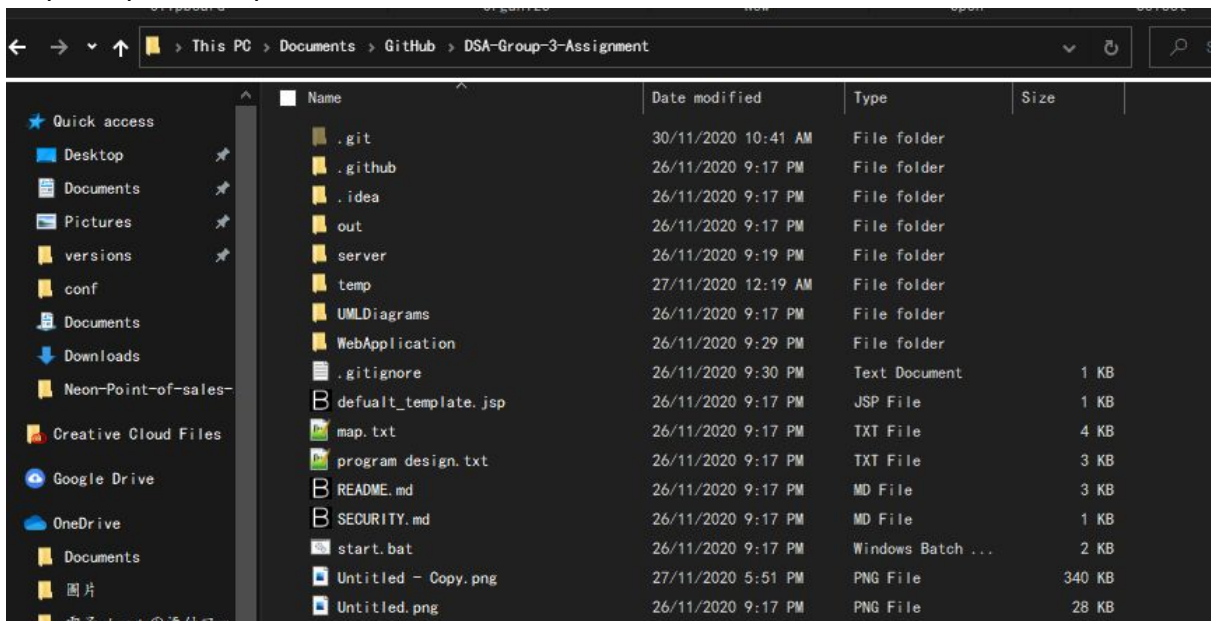 This PC > Documents > GitHub > DSA-Group-3-Assignment
Name Date modified Type Size
Quick access
Desktop
Documents
Pictures
versions
conf
Documents
Downloads
Neon-Point-of-sales-
Creative Cloud Files
Google Drive
OneDrive
Documents
圖片
.git 30/11/2020 10:41 AM File folder
.github 26/11/2020 9:17 PM File folder
.idea 26/11/2020 9:17 PM File folder
out 26/11/2020 9:17 PM File folder
server 26/11/2020 9:19 PM File folder
temp 27/11/2020 12:19 AM File folder
UMLDiagrams 26/11/2020 9:17 PM File folder
WebApplication 26/11/2020 9:29 PM File folder
.gitignore 26/11/2020 9:30 PM Text Document 1 KB
defualt_template.jsp 26/11/2020 9:17 PM JSP File 1 KB
map.txt 26/11/2020 9:17 PM TXT File 4 KB
program design.txt 26/11/2020 9:17 PM TXT File 3 KB
README.md 26/11/2020 9:17 PM MD File 3 KB
SECURITY.md 26/11/2020 9:17 PM MD File 1 KB
start.bat 26/11/2020 9:17 PM Windows Batch ... 2 KB
Untitled - Copy.png 27/11/2020 5:51 PM PNG File 340 KB
Untitled.png 26/11/2020 9:17 PM PNG File 28 KB